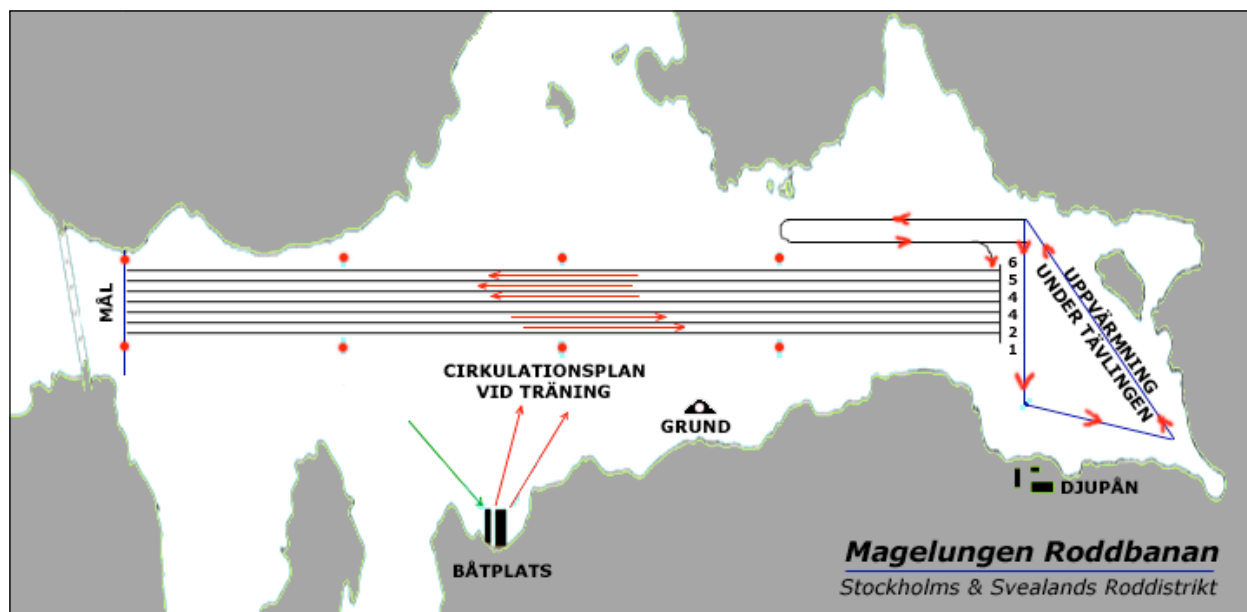 MÅL
6
5
4
4
2
1
UPPVÄRMNING
UNDER TÄVLINGEN
CIRKULATIONSPLAN
VID TRÄNING
GRUND
DJUPÅN
BÅTPLATS
Magelungen Roddbanan
Stockholms & Svealands Roddistrikt